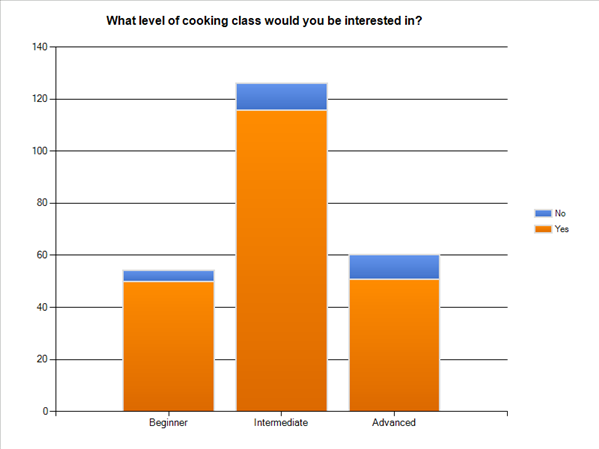 What level of cooking class would you be interested in?
140
120
100
80
60
40
20
0
Beginner Intermediate Advanced
No
Yes